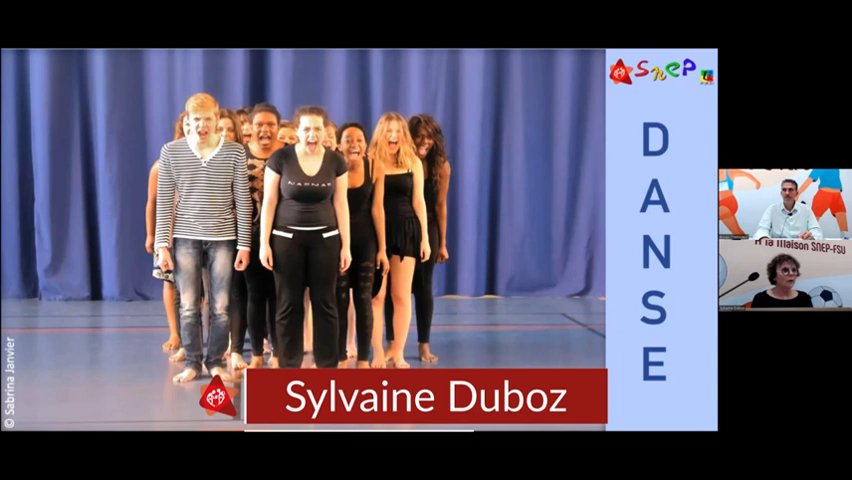 snep
DANSE
Sylvaine Duboz
© Sabrina Janvier
à la maison SNEP-FSU